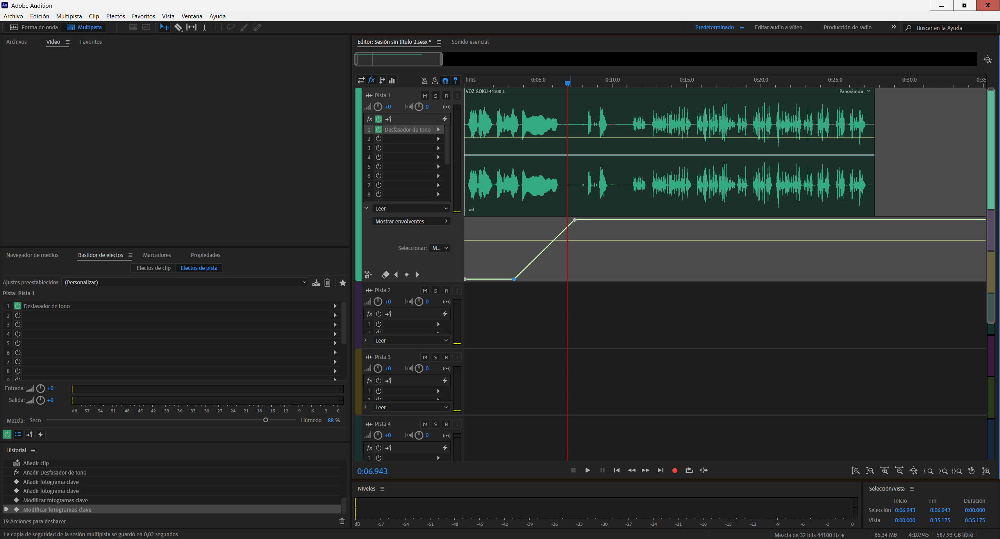 Au Adobe Audition
Archivo Edición Multipista Clip Efectos Favoritos Vista Ventana Ayuda
Forma de onda Multipista
Predeterminado Editar audio a vídeo Producción de radio Buscar en la Ayuda
Archivos Vídeo Favoritos
Editor: Sesión sin título 2.sesx * Sonido esencial
hms 0:05,0 0:10,0 0:15,0 0:20,0 0:25,0 0:30,0 0:35
VOZ GOKU 44100 1 Panorámica
Pista 1 M S R I
+0 0
fx
1 Desfasador de tono
2
3
4
5
6
7
8
Leer
Mostrar envolventes
Seleccionar: M...
Pista 2 M S R I
+0 0
fx
1
Leer
Pista 3 M S R I
+0 0
fx
1
Leer
Pista 4 M S R I
+0 0
fx
1
0:06.943
Navegador de medios Bastidor de efectos Marcadores Propiedades
Efectos de clip Efectos de pista
Ajustes preestablecidos: (Personalizar)
Pista: Pista 1
1 Desfasador de tono
2
3
4
5
6
7
8
9
Entrada: +0
Salida: +0
dB -57 -54 -51 -48 -45 -42 -39 -36 -33 -30 -27 -24 -21 -18 -15 -12 -9 -6 -3 0
Mezcla: Seco Húmedo 88 %
Historial
Añadir clip
fx Añadir Desfasador de tono
Añadir fotograma clave
Añadir fotograma clave
Modificar fotogramas clave
Modificar fotogramas clave
19 Acciones para deshacer
Niveles
dB -57 -54 -51 -48 -45 -42 -39 -36 -33 -30 -27 -24 -21 -18 -15 -12 -9 -6 -3 0
Selección/vista
Inicio Fin Duración
Selección 0:06.943 0:06.943 0:00.000
Vista 0:00.000 0:35.175 0:35.175
La copia de seguridad de la sesión multipista se guardó en 0,02 segundos
Mezcla de 32 bits 44100 Hz ● 65,34 MB 4:18.945 587,93 GB libre